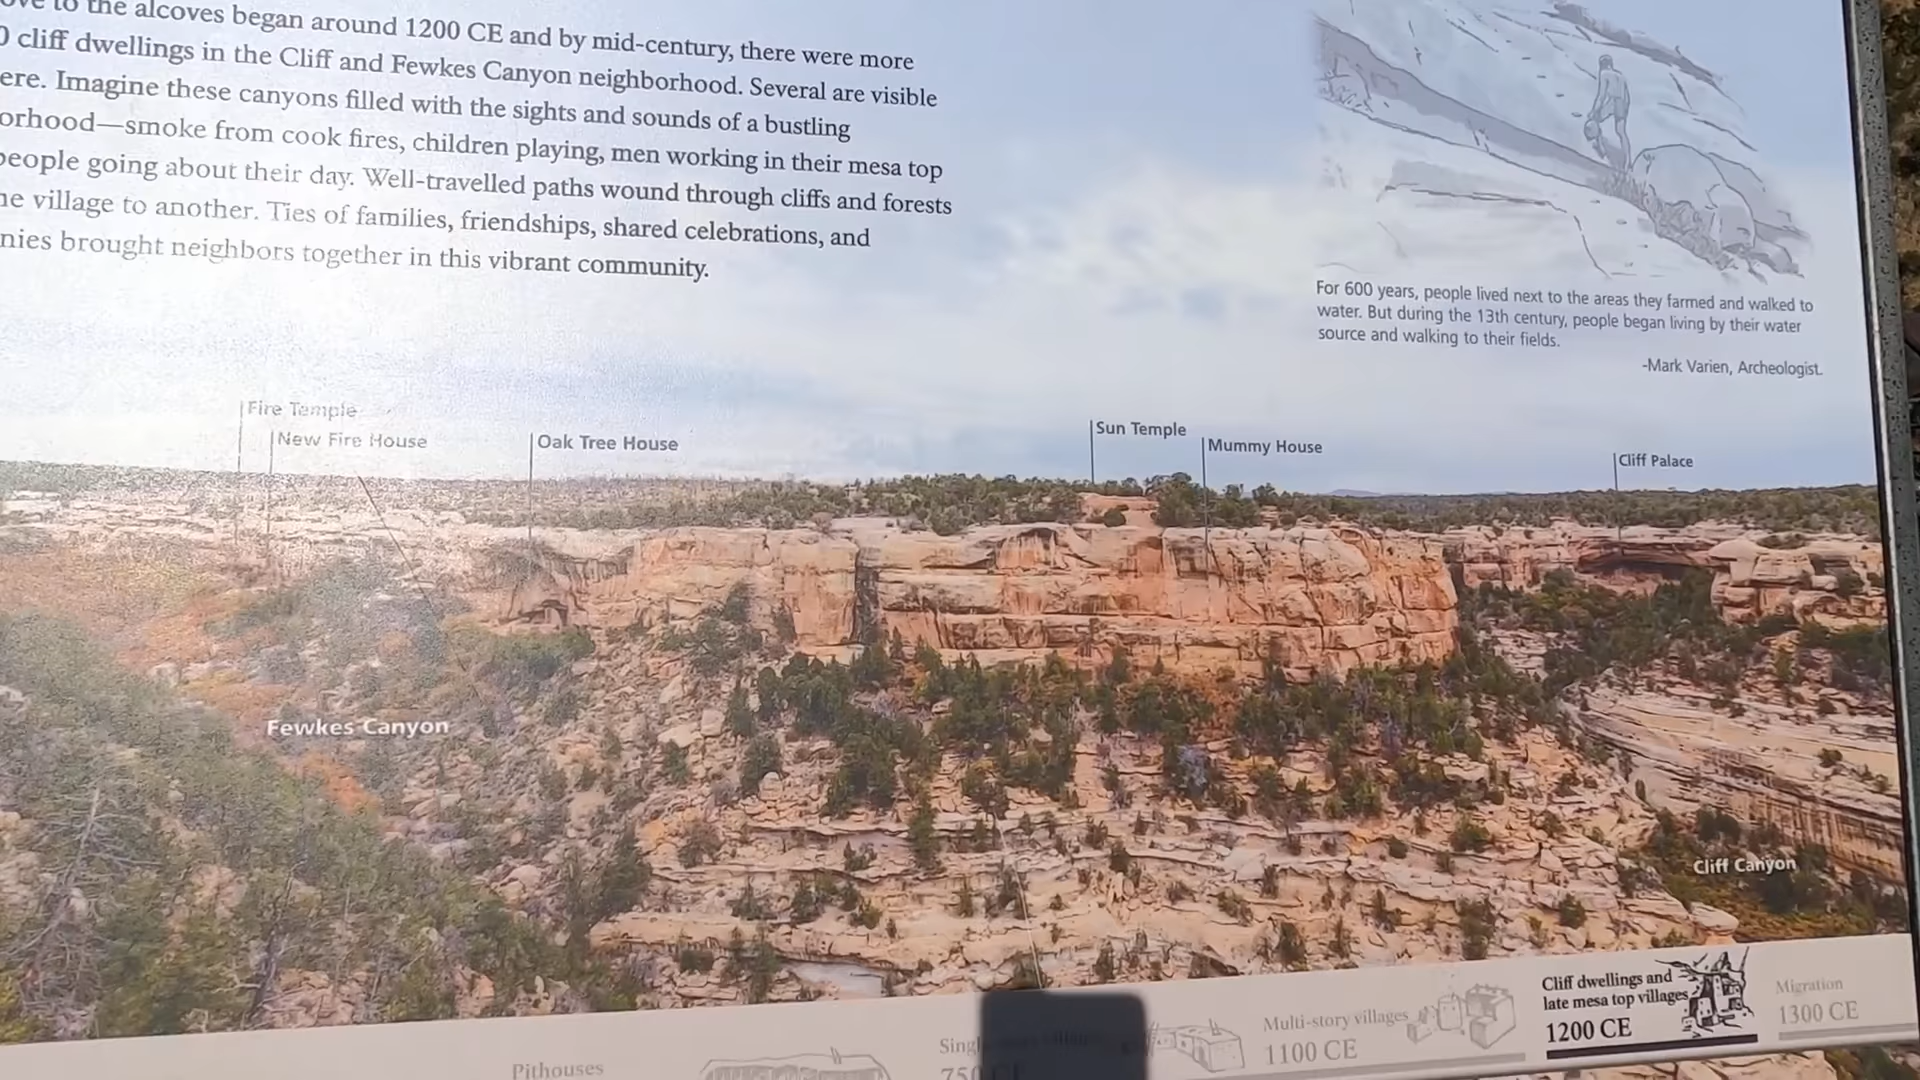 to the alcoves began around 1200 CE and by mid-century, there were more
cliff dwellings in the Cliff and Fewkes Canyon neighborhood. Several are visible
ere. Imagine these canyons filled with the sights and sounds of a bustling
orhood—smoke from cook fires, children playing, men working in their mesa top
people going about their day. Well-travelled paths wound through cliffs and forests
village to another. Ties of families, friendships, shared celebrations, and
nies brought neighbors together in this vibrant community.
For 600 years, people lived next to the areas they farmed and walked to
water. But during the 13th century, people began living by their water
source and walking to their fields.
-Mark Varien, Archeologist.
Fire Temple
New Fire House
Oak Tree House
Sun Temple
Mummy House
Cliff Palace
Fewkes Canyon
Cliff Canyon
Pithouses
750
Multi-story villages
1100 CE
Cliff dwellings and
late mesa top villages
1200 CE
Migration
1300 CE